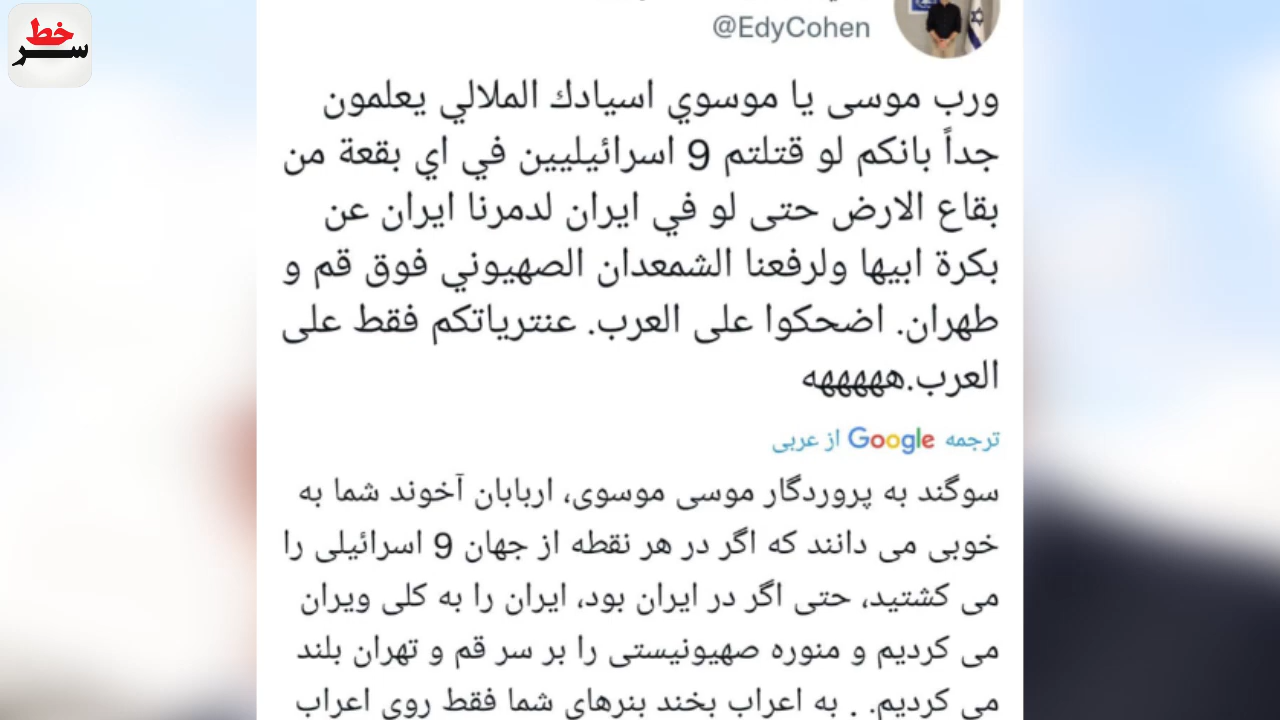 خط
سر
@EdyCohen
ورب موسى يا موسوي اسيادك الملالي يعلمون
جداً بانكم لو قتلتم 9 اسرائيليين في اي بقعة من
بقاع الارض حتى لو في ايران لدمرنا ايران عن
بكرة ابيها ولرفعنا الشمعدان الصهيوني فوق قم و
طهران. اضحكوا على العرب. عنترياتكم فقط على
العرب.هههههه
ترجمه Google از عربی
سوگند به پروردگار موسی موسوی، اربابان آخوند شما به
خوبی می دانند که اگر در هر نقطه از جهان 9 اسرائیلی را
می کشتید، حتی اگر در ایران بود، ایران را به کلی ویران
می کردیم و منوره صهیونیستی را بر سر قم و تهران بلند
می کردیم. . به اعراب بخند بنرهای شما فقط روی اعراب